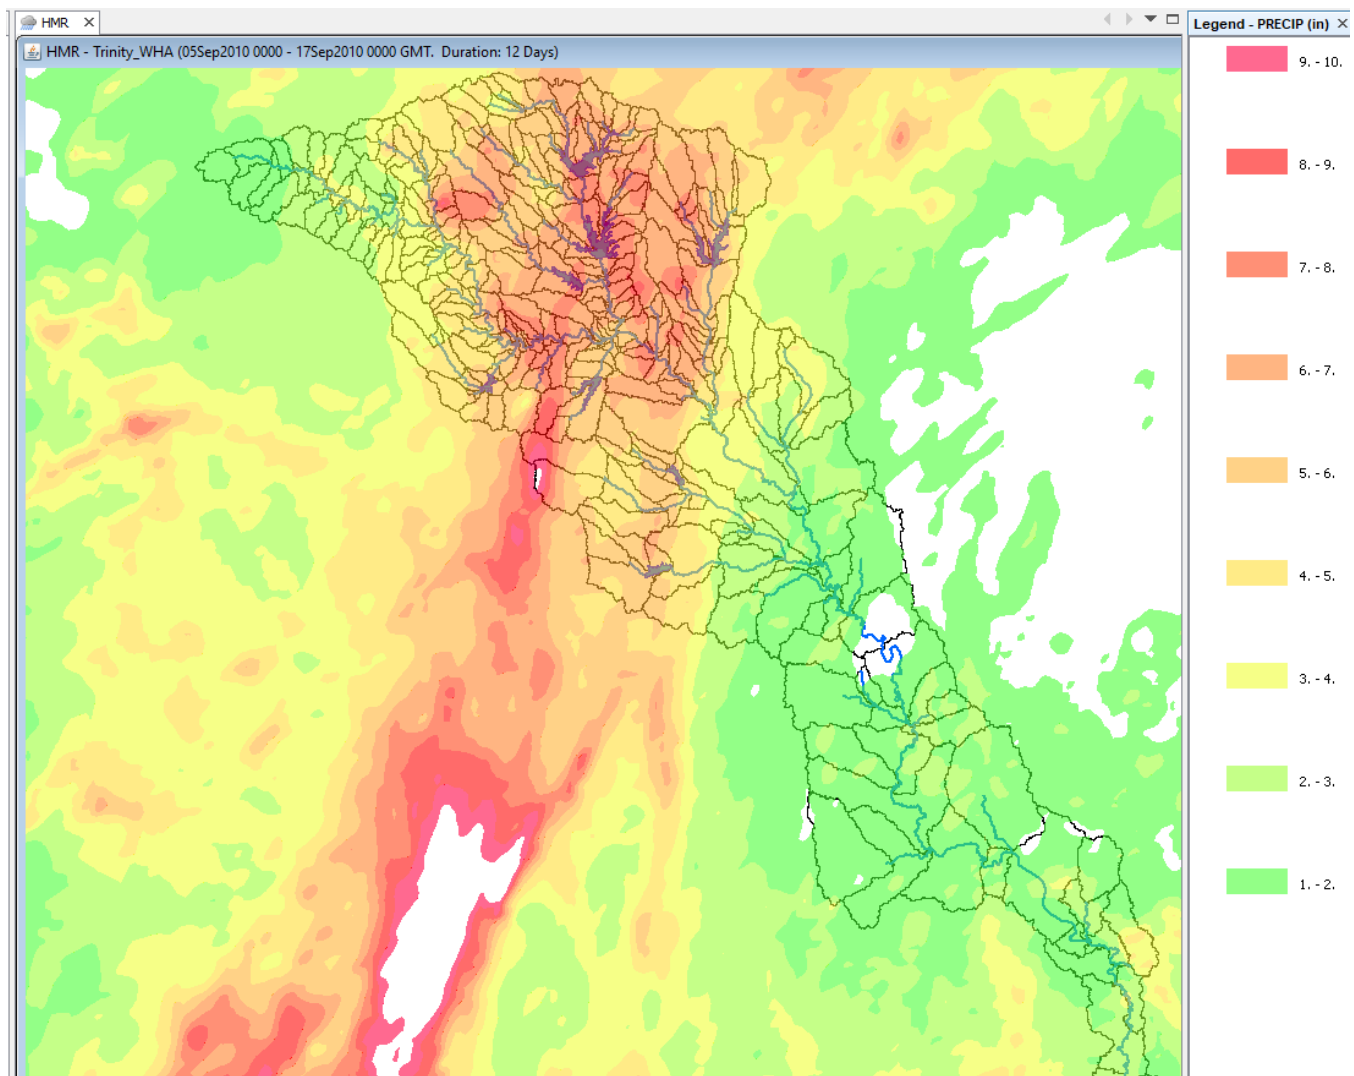 HMR
Legend - PRECIP (in)
HMR - Trinity_WHA (05Sep2010 0000 - 17Sep2010 0000 GMT. Duration: 12 Days)
9. - 10.
8. - 9.
7. - 8.
6. - 7.
5. - 6.
4. - 5.
3. - 4.
2. - 3.
1. - 2.